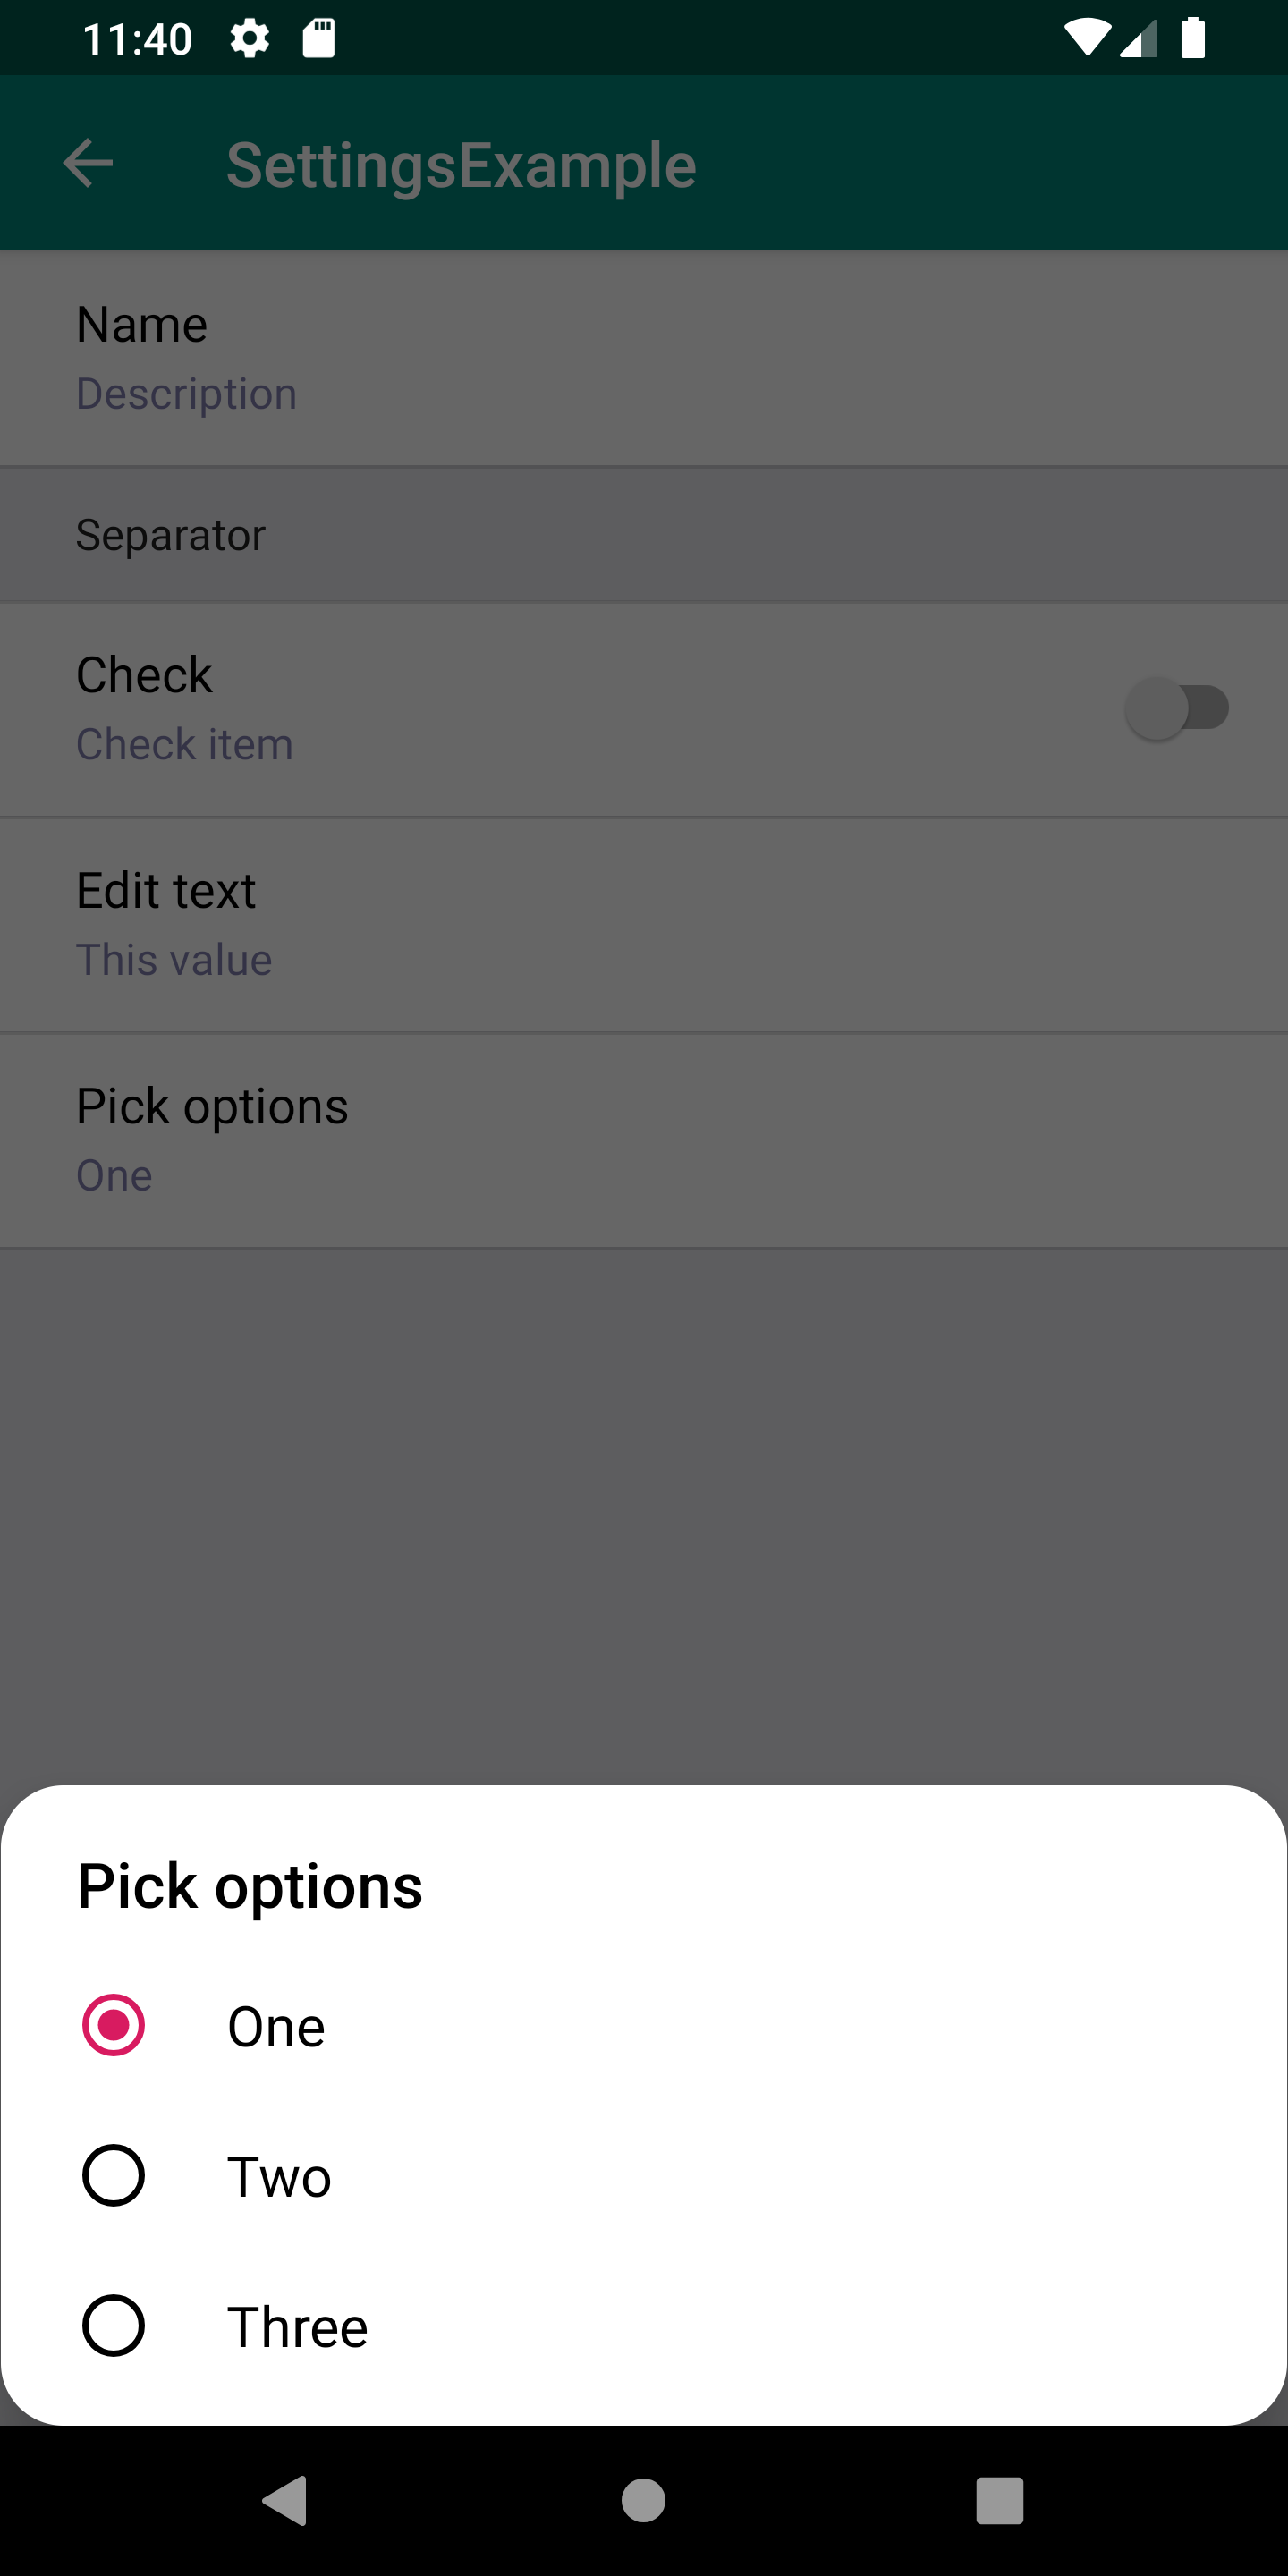 11:40
SettingsExample
Name
Description
Separator
Check
Check item
Edit text
This value
Pick options
One
Pick options
One
Two
Three